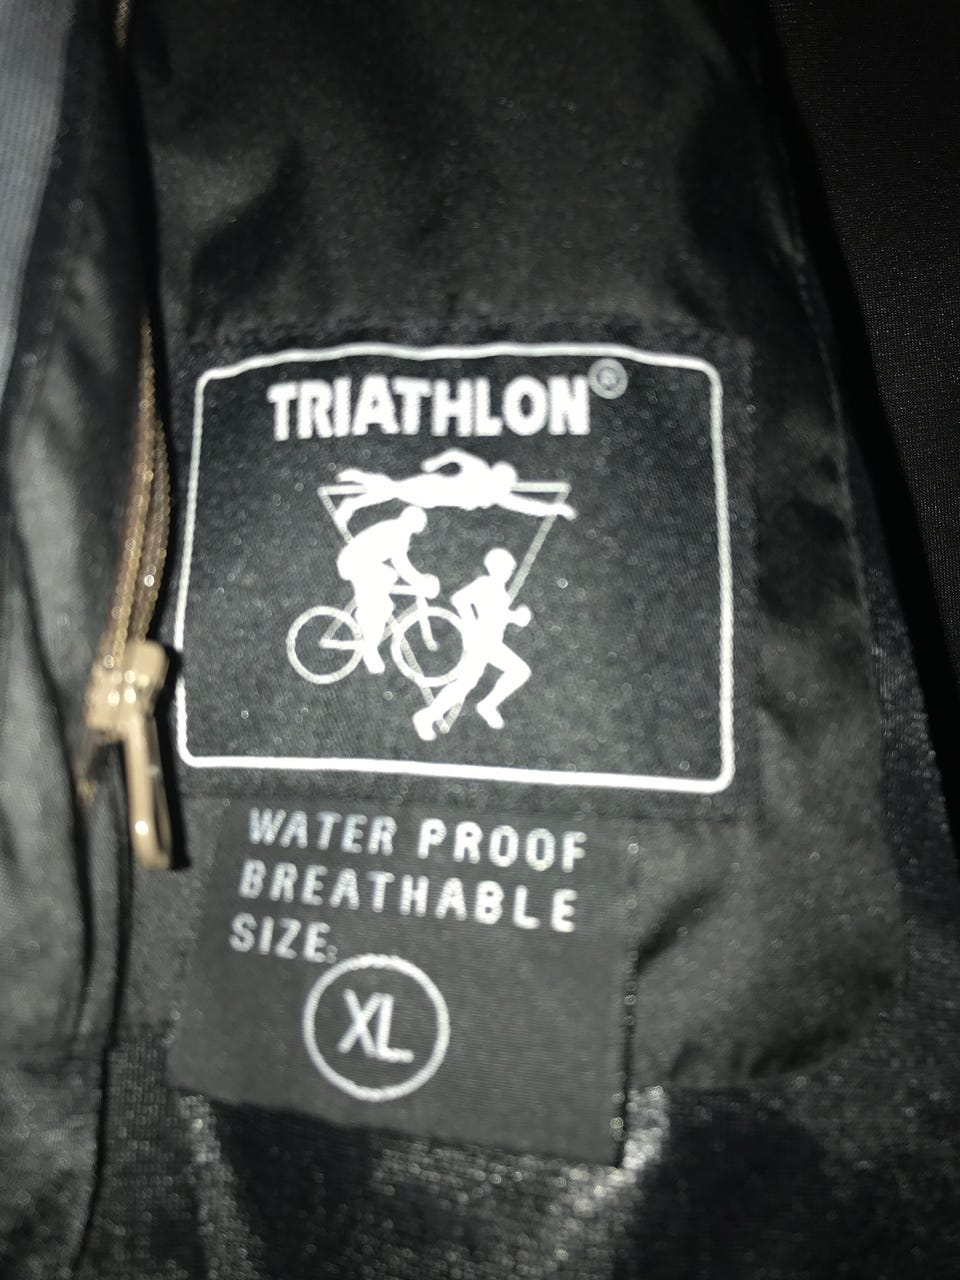 TRIATHLON®
WATER PROOF
BREATHABLE
SIZE:
XL